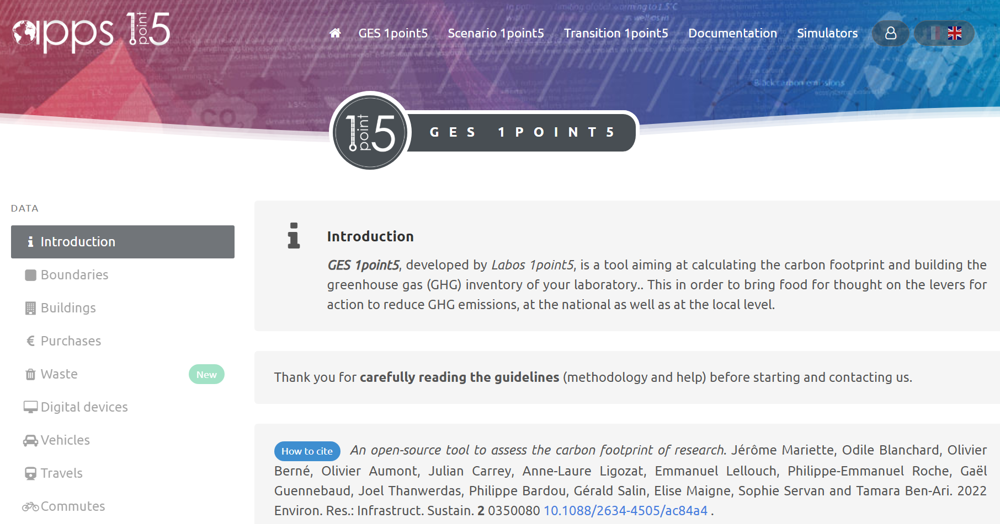 apps 1point5
GES 1point5 Scenario 1point5 Transition 1point5 Documentation Simulators
CO2
1.5°C
Black carbon emissions
1point5
GES 1POINT5
DATA
Introduction
Boundaries
Buildings
Purchases
Waste New
Digital devices
Vehicles
Travels
Commutes
Introduction
GES 1point5, developed by Labos 1point5, is a tool aiming at calculating the carbon footprint and building the
greenhouse gas (GHG) inventory of your laboratory.. This in order to bring food for thought on the levers for
action to reduce GHG emissions, at the national as well as at the local level.
Thank you for carefully reading the guidelines (methodology and help) before starting and contacting us.
How to cite An open-source tool to assess the carbon footprint of research. Jérôme Mariette, Odile Blanchard, Olivier
Berné, Olivier Aumont, Julian Carrey, Anne-Laure Ligozat, Emmanuel Lellouch, Philippe-Emmanuel Roche, Gaël
Guennebaud, Joel Thanwerdas, Philippe Bardou, Gérald Salin, Elise Maigne, Sophie Servan and Tamara Ben-Ari. 2022
Environ. Res.: Infrastruct. Sustain. 2 0350080 10.1088/2634-4505/ac84a4 .